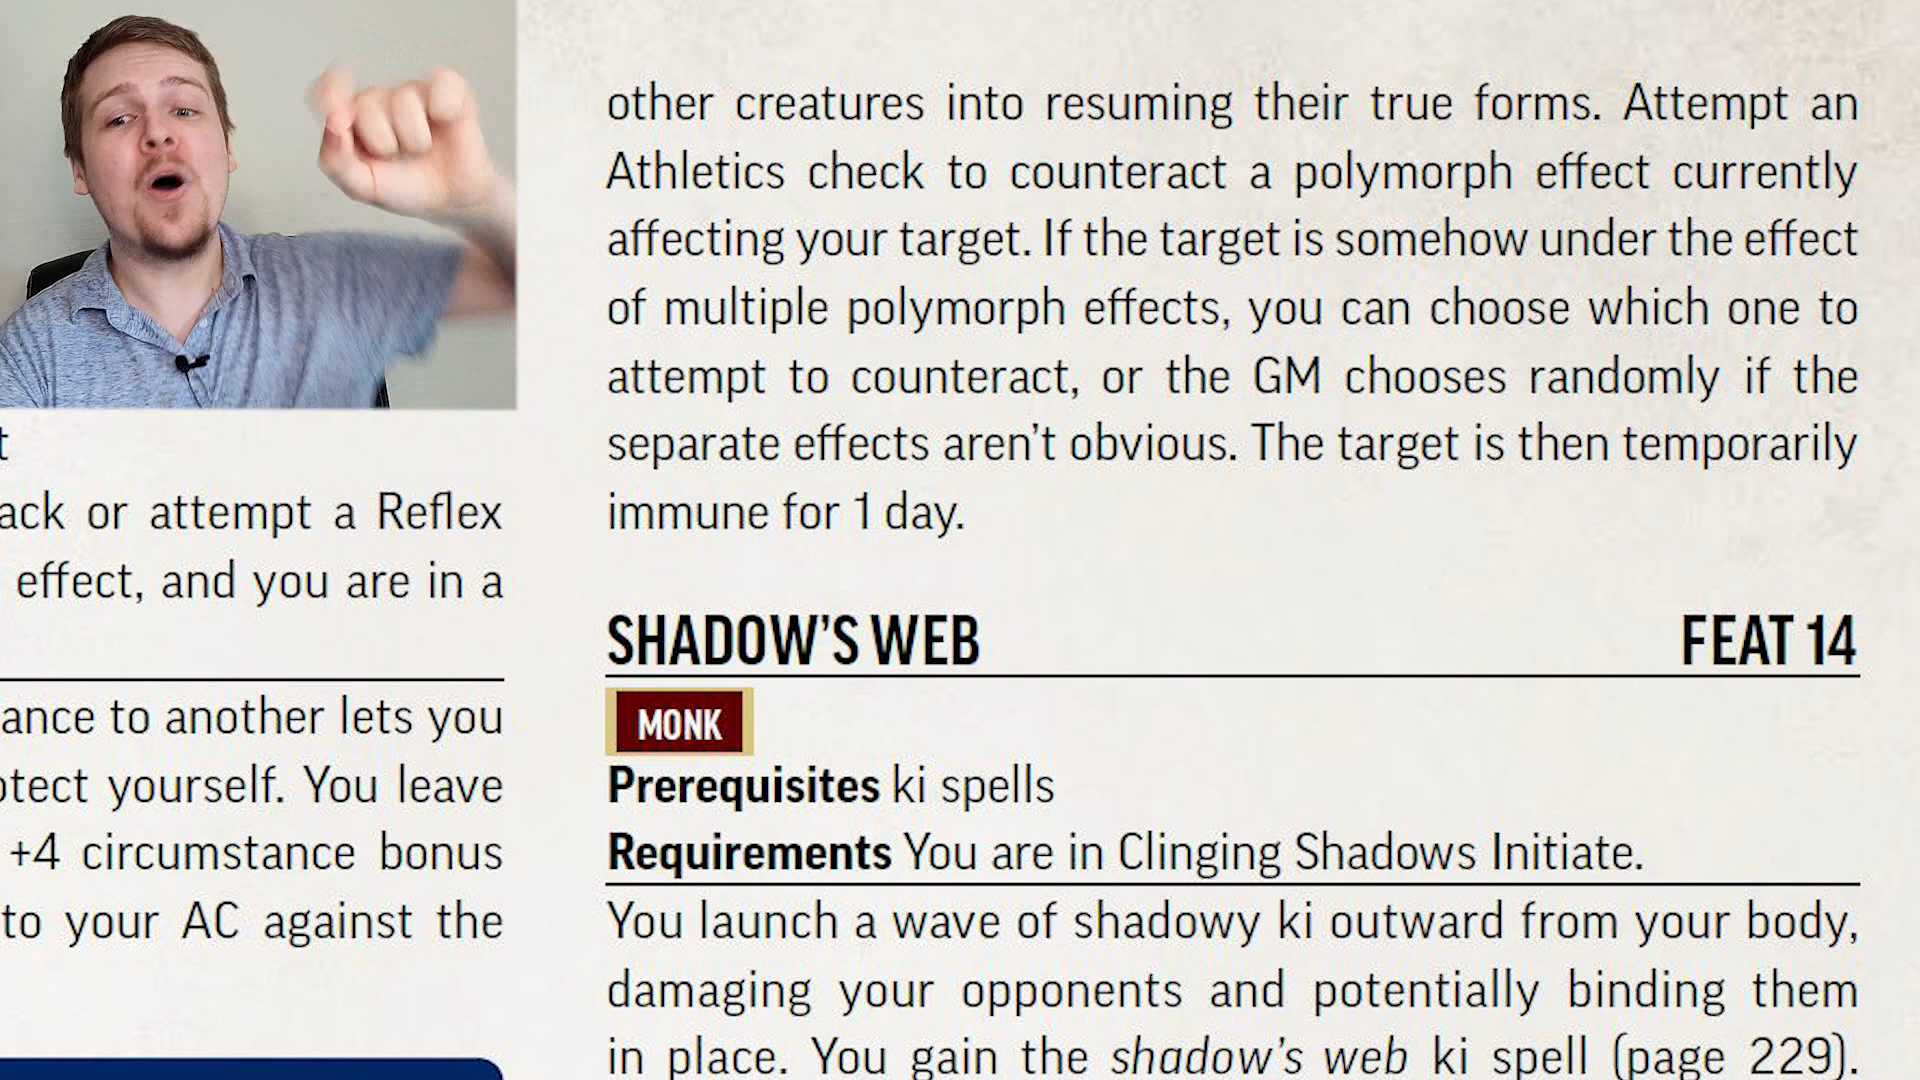 t
ack or attempt a Reflex
effect, and you are in a
ance to another lets you
otect yourself. You leave
+4 circumstance bonus
to your AC against the
other creatures into resuming their true forms. Attempt an
Athletics check to counteract a polymorph effect currently
affecting your target. If the target is somehow under the effect
of multiple polymorph effects, you can choose which one to
attempt to counteract, or the GM chooses randomly if the
separate effects aren’t obvious. The target is then temporarily
immune for 1 day.
SHADOW’S WEB FEAT 14
MONK
Prerequisites ki spells
Requirements You are in Clinging Shadows Initiate.
You launch a wave of shadowy ki outward from your body,
damaging your opponents and potentially binding them
in place. You gain the shadow’s web ki spell (page 229).